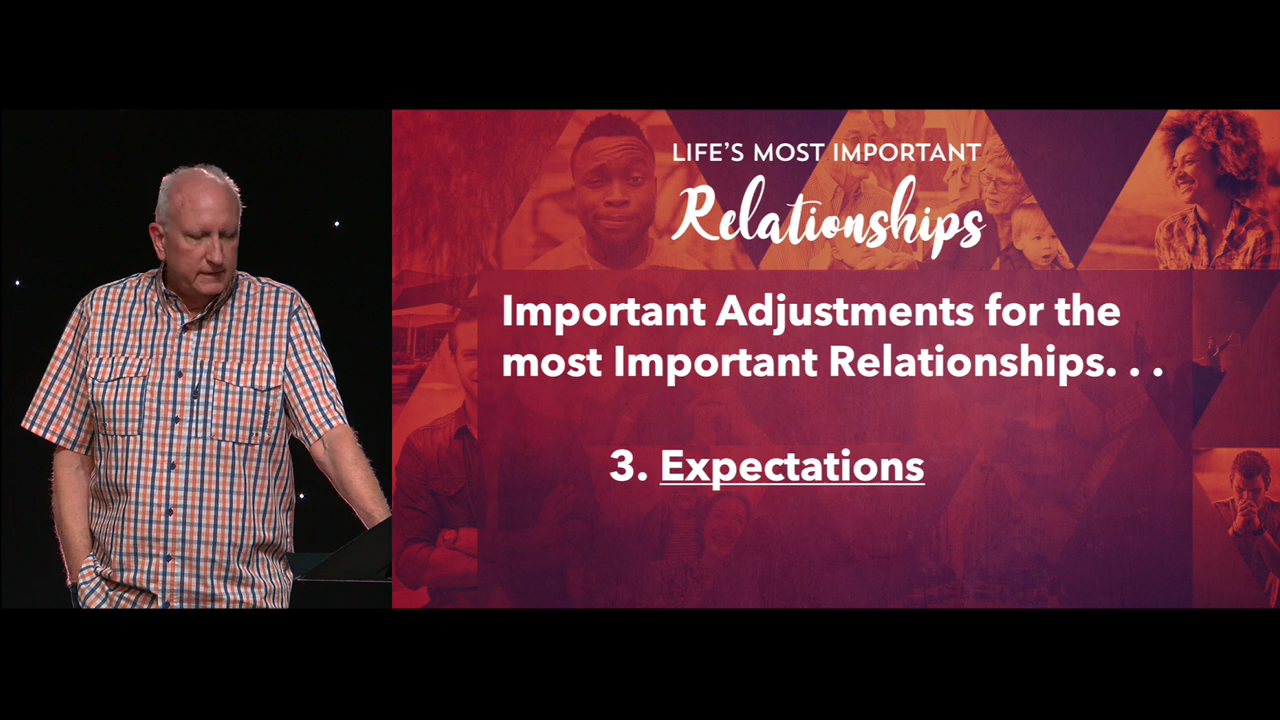 LIFE'S MOST IMPORTANT
Relationships
Important Adjustments for the
most Important Relationships. . .
3. Expectations